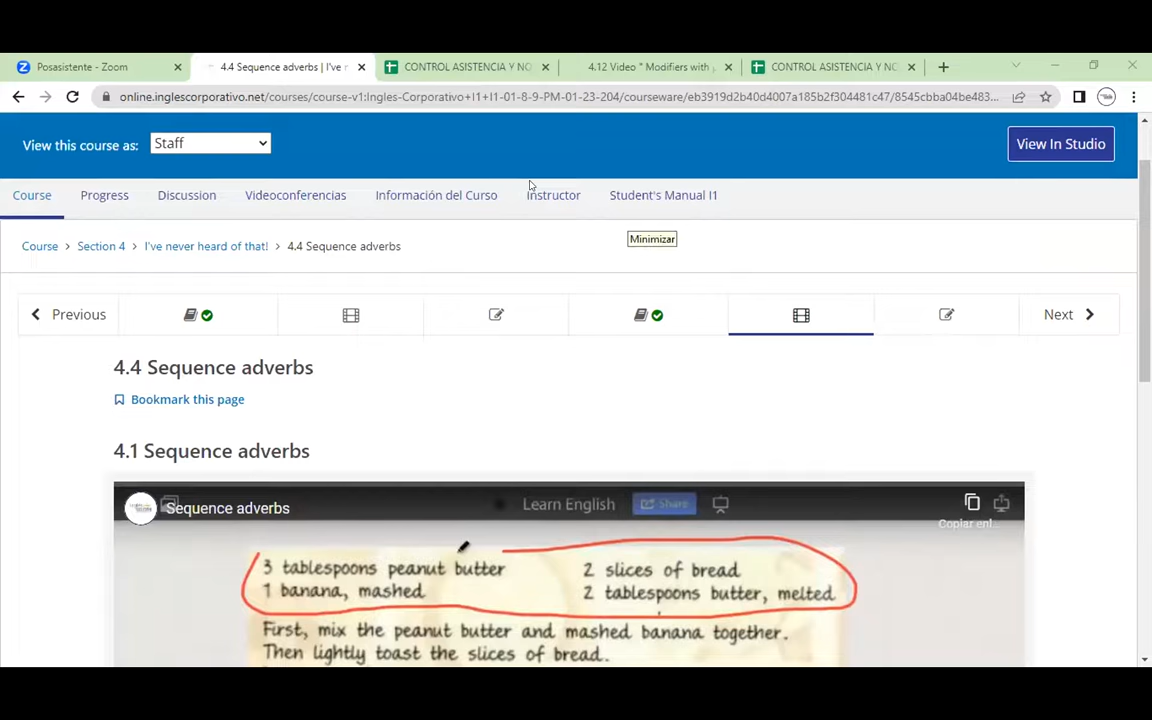 Posasistente - Zoom
4.4 Sequence adverbs | I've n
CONTROL ASISTENCIA Y NO
4.12 Video " Modifiers with
CONTROL ASISTENCIA Y NO
online.inglescorporativo.net/courses/course-v1:Ingles-Corporativo+I1+I1-01-8-9-PM-01-23-204/courseware/eb3919d2b40d4007a185b2f304481c47/8545cbba04be483...
View this course as:
Staff
View In Studio
Course
Progress
Discussion
Videoconferencias
Información del Curso
Instructor
Student's Manual I1
Minimizar
Course > Section 4 > I've never heard of that! > 4.4 Sequence adverbs
Previous
Next
4.4 Sequence adverbs
Bookmark this page
4.1 Sequence adverbs
Sequence adverbs
Learn English
Share
Copiar enl...
3 tablespoons peanut butter
2 slices of bread
1 banana, mashed
2 tablespoons butter, melted
First, mix the peanut butter and mashed banana together.
Then lightly toast the slices of bread.